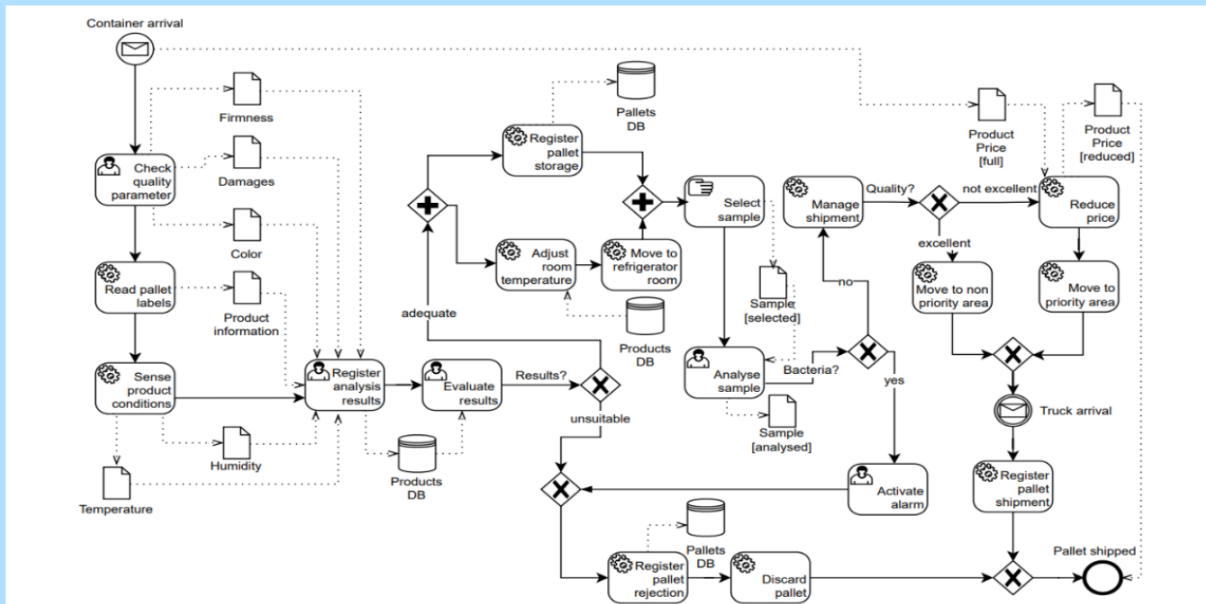 Container arrival
Firmness
Check
quality
parameter
Damages
Color
Read pallet
labels
Product
information
Sense
product
conditions
Humidity
Temperature
Register
analysis
results
Products
DB
Evaluate
results
Results?
adequate
unsuitable
Register
pallet
storage
Pallets
DB
Adjust
room
temperature
Move to
refrigerator
room
Products
DB
Select
sample
Sample
[selected]
Analyse
sample
Sample
[analysed]
Bacteria?
no
yes
Activate
alarm
Manage
shipment
Quality?
not excellent
excellent
Product
Price
[full]
Product
Price
[reduced]
Reduce
price
Move to non
priority area
Move to
priority area
Truck arrival
Register
pallet
shipment
Register
pallet
rejection
Pallets
DB
Discard
pallet
Pallet shipped